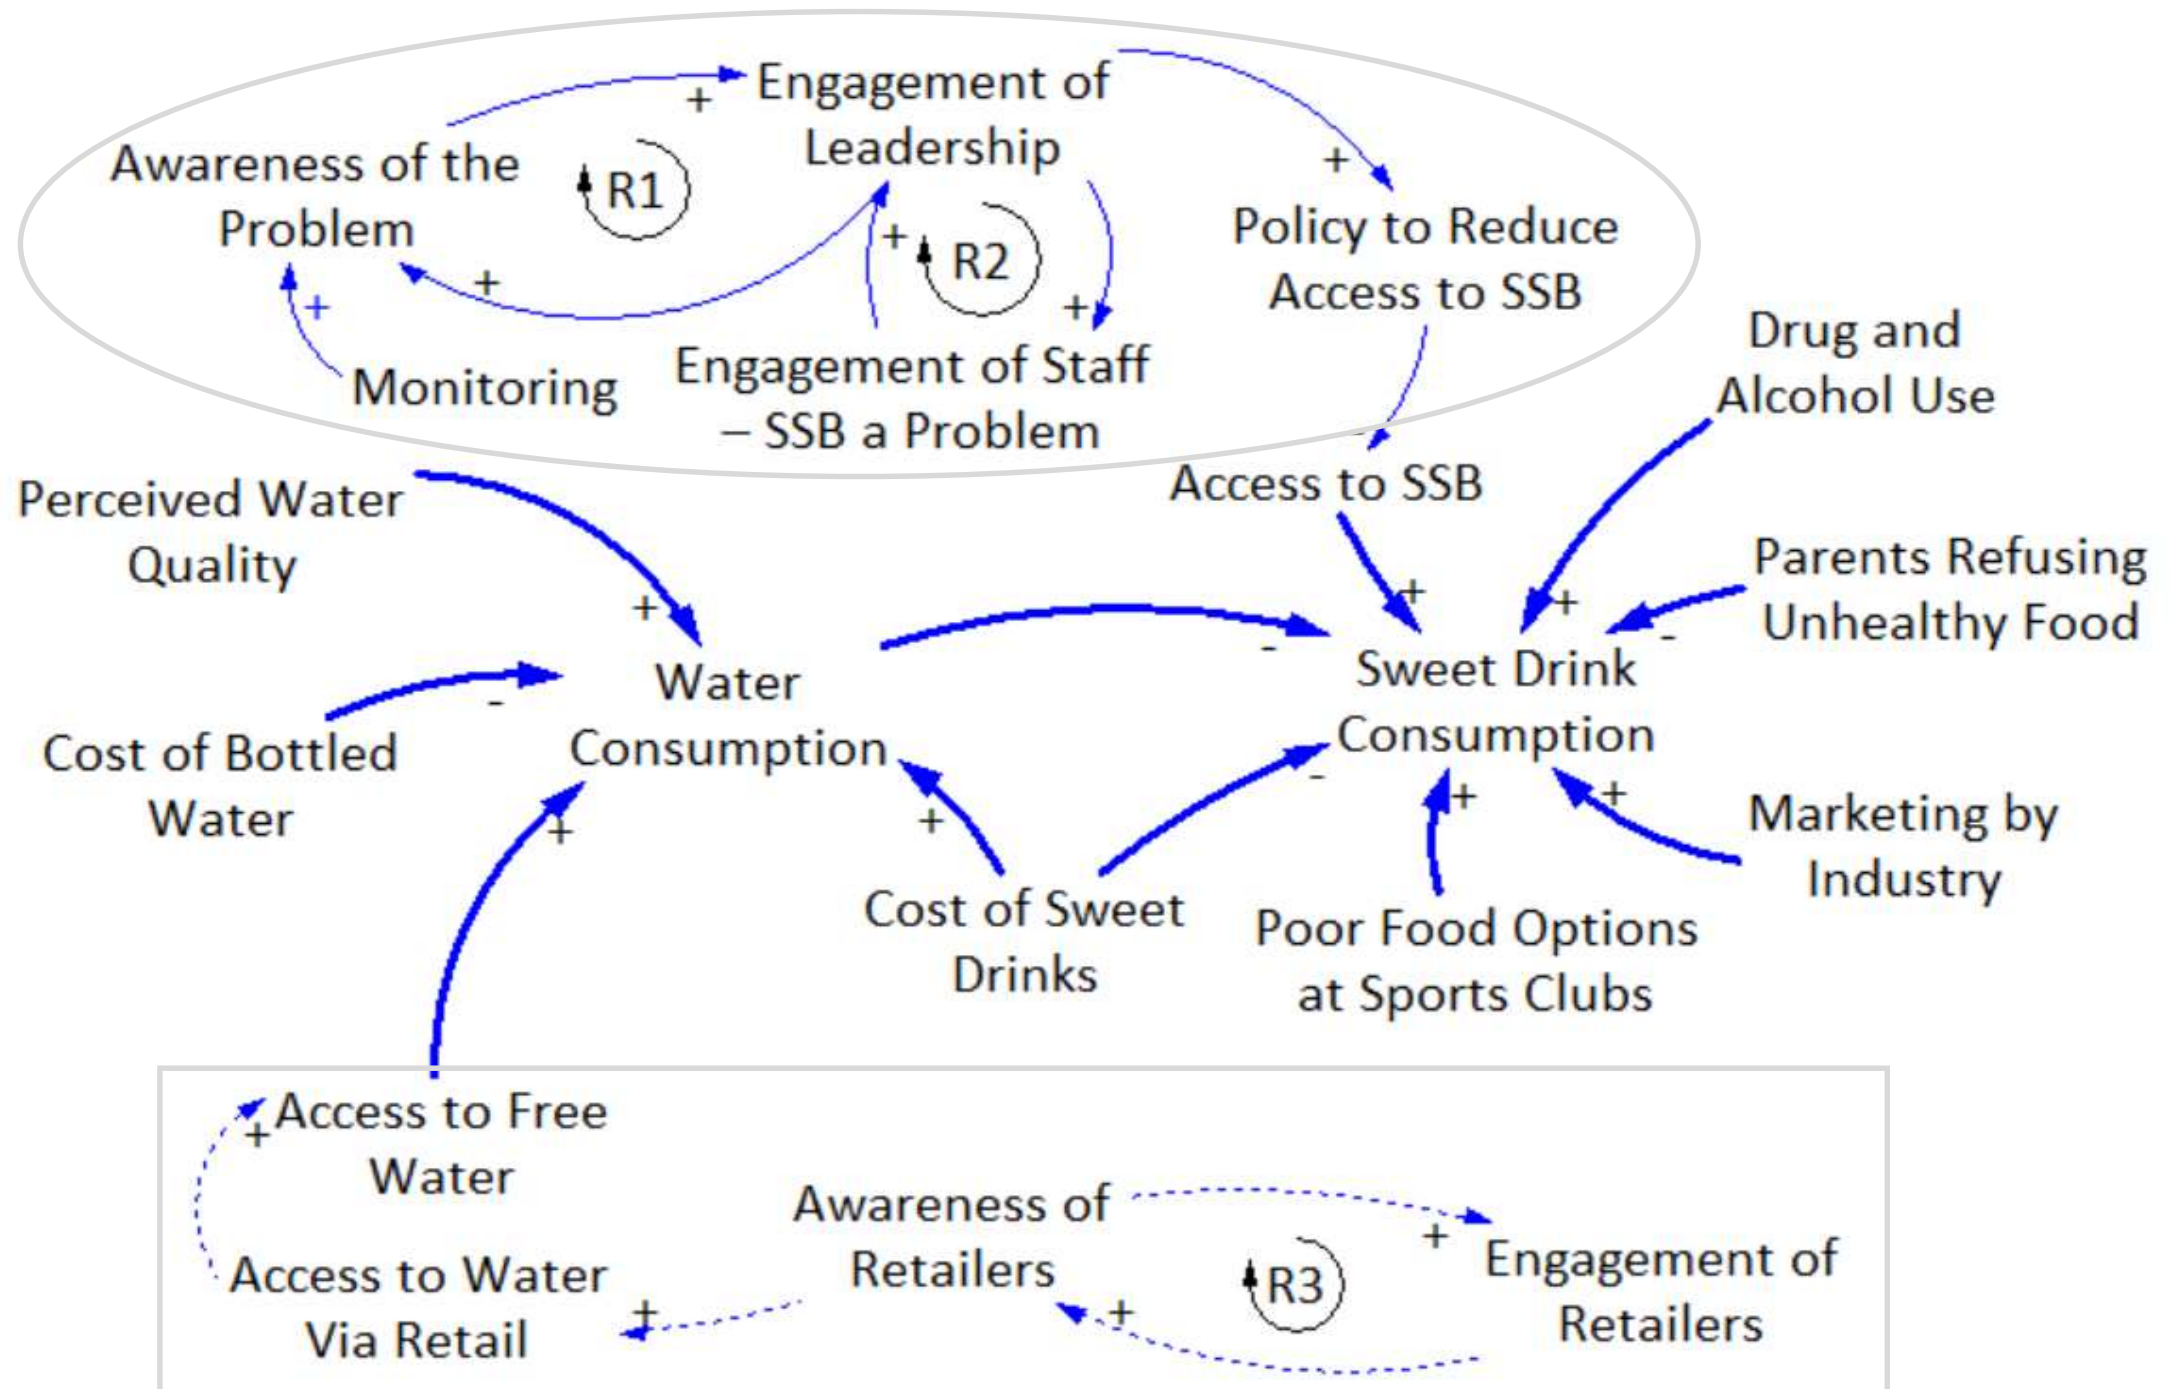 Engagement of
Leadership
+
Awareness of the
Problem
R1
+
+
R2
Policy to Reduce
Access to SSB
+
+
+
Monitoring
Engagement of Staff
– SSB a Problem
+
Drug and
Alcohol Use
-
Access to SSB
Perceived Water
Quality
+
+
+
Parents Refusing
Unhealthy Food
-
-
Water
Consumption
Sweet Drink
Consumption
-
Cost of Bottled
Water
-
+
+
+
+
Marketing by
Industry
Cost of Sweet
Drinks
Poor Food Options
at Sports Clubs
Access to Free
Water
+
Awareness of
Retailers
+
R3
Engagement of
Retailers
+
Access to Water
Via Retail
+